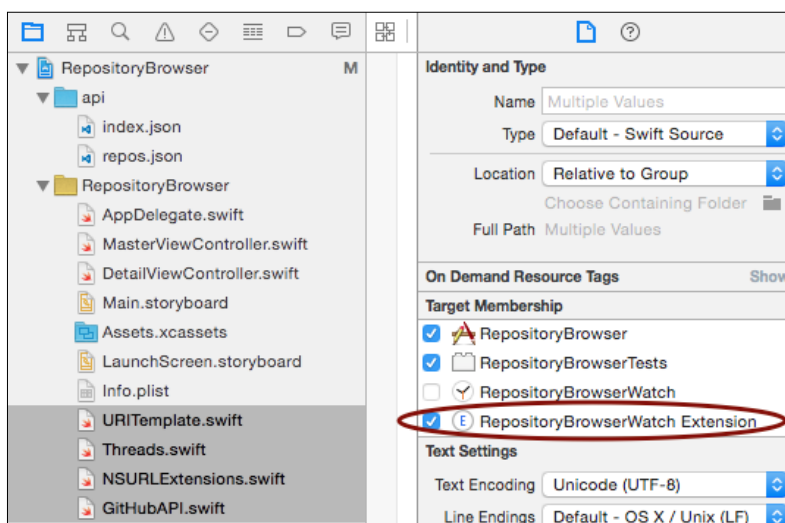 RepositoryBrowser M
api
index.json
repos.json
RepositoryBrowser
AppDelegate.swift
MasterViewController.swift
DetailViewController.swift
Main.storyboard
Assets.xcassets
LaunchScreen.storyboard
Info.plist
URITemplate.swift
Threads.swift
NSURLExtensions.swift
GitHubAPI.swift
Identity and Type
Name Multiple Values
Type Default - Swift Source
Location Relative to Group
Choose Containing Folder
Full Path Multiple Values
On Demand Resource Tags Show
Target Membership
RepositoryBrowser
RepositoryBrowserTests
RepositoryBrowserWatch
E RepositoryBrowserWatch Extension
Text Settings
Text Encoding Unicode (UTF-8)
Line Endings Default - OS X / Unix (LF)